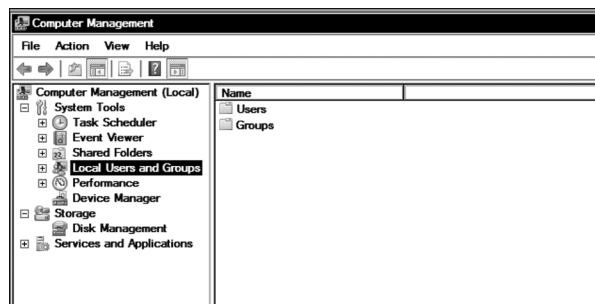 Computer Management
File Action View Help
Computer Management (Local)
System Tools
Task Scheduler
Event Viewer
Shared Folders
Local Users and Groups
Performance
Device Manager
Storage
Disk Management
Services and Applications
Name
Users
Groups